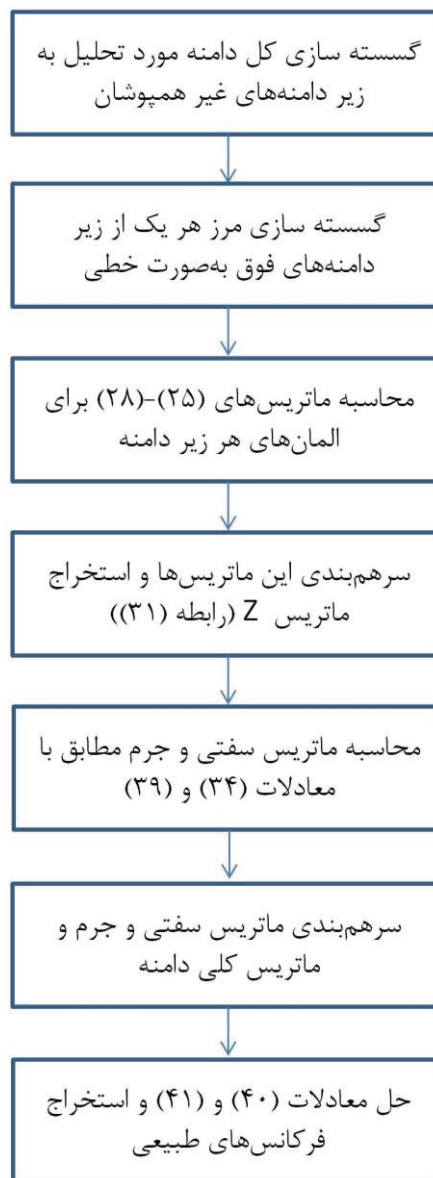 گسسته سازی کل دامنه مورد تحلیل به
زیر دامنه‌های غیر همپوشان
گسسته سازی مرز هر یک از زیر
دامنه‌های فوق به‌صورت خطی
محاسبه ماتریس‌های (۲۵)-(۲۸) برای
المان‌های هر زیر دامنه
سرهم‌بندی این ماتریس‌ها و استخراج
ماتریس Z (رابطه (۳۱))
محاسبه ماتریس سفتی و جرم مطابق با
معادلات (۳۴) و (۳۹)
سرهم‌بندی ماتریس سفتی و جرم و
ماتریس کلی دامنه
حل معادلات (۴۰) و (۴۱) و استخراج
فرکانس‌های طبیعی